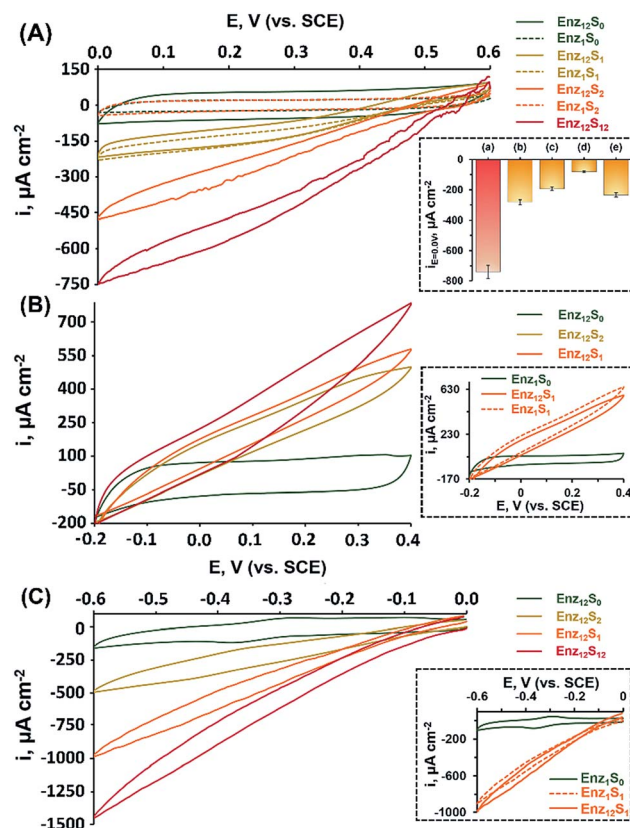 (A)
E, V (vs. SCE)
0.0 0.1 0.2 0.3 0.4 0.5 0.6
150
0
-150
-300
-450
-600
-750
i, µA cm⁻²
Enz₁₂S₀
Enz₁S₀
Enz₁₂S₁
Enz₁S₁
Enz₁₂S₂
Enz₁S₂
Enz₁₂S₁₂
(a) (b) (c) (d) (e)
0
-200
-400
-600
-800
i_E=0.0V, µA cm⁻²
(B)
700
550
400
250
100
-50
-200
i, µA cm⁻²
-0.2 -0.1 0.0 0.1 0.2 0.3 0.4
E, V (vs. SCE)
Enz₁₂S₀
Enz₁₂S₂
Enz₁₂S₁
Enz₁S₀
Enz₁₂S₁
Enz₁S₁
630
430
230
-170
i, µA cm⁻²
-0.2 0 0.2 0.4
E, V (vs. SCE)
(C)
E, V (vs. SCE)
-0.6 -0.5 -0.4 -0.3 -0.2 -0.1 0.0
0
-250
-500
-750
-1000
-1250
-1500
i, µA cm⁻²
Enz₁₂S₀
Enz₁₂S₂
Enz₁₂S₁
Enz₁₂S₁₂
E, V (vs. SCE)
-0.6 -0.4 -0.2 0
-200
-600
-1000
i, µA cm⁻²
Enz₁S₀
Enz₁S₁
Enz₁₂S₁